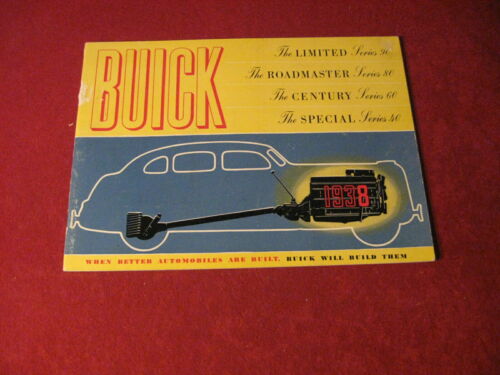 BUICK
The LIMITED Series 90
The ROADMASTER Series 80
The CENTURY Series 60
The SPECIAL Series 40
1938
WHEN BETTER AUTOMOBILES ARE BUILT, BUICK WILL BUILD THEM